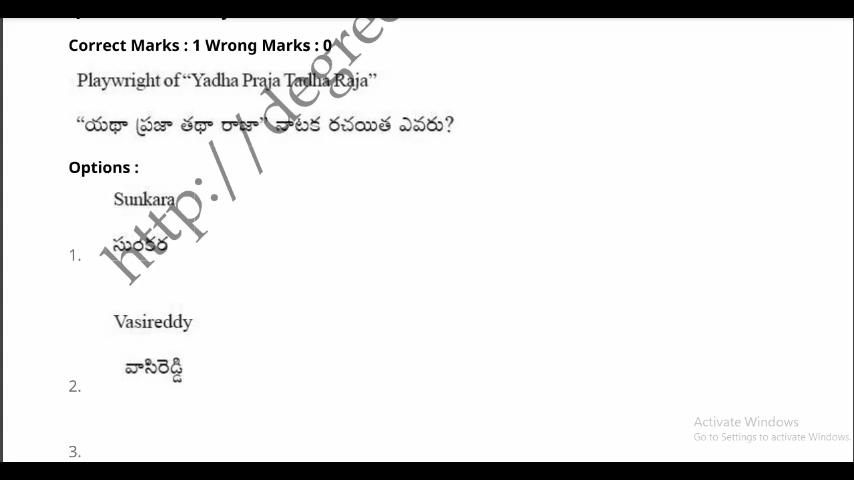 Correct Marks : 1 Wrong Marks : 0
Playwright of “Yadha Praja Tadha Raja”
“యథా ప్రజా తథా రాజా” నాటక రచయిత ఎవరు?
Options :
Sunkara
సుంకర
1.
Vasireddy
వాసిరెడ్డి
2.
3.
http://degree
Activate Windows
Go to Settings to activate Windows.